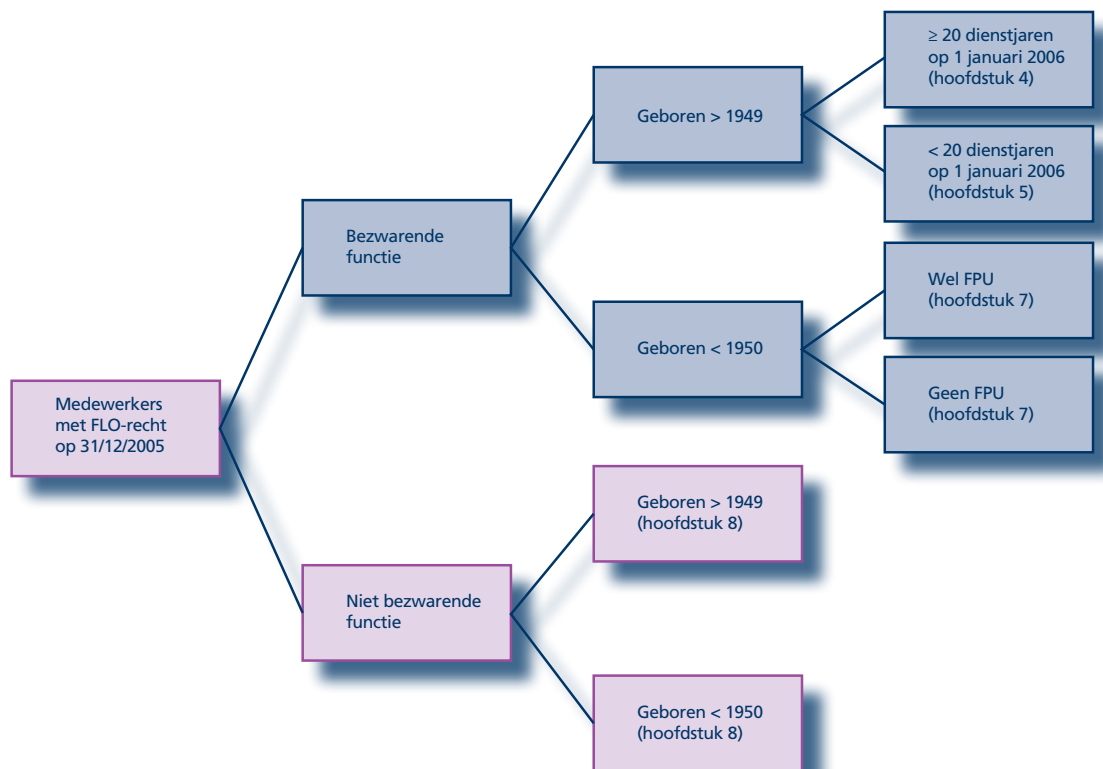 Medewerkers
met FLO-recht
op 31/12/2005
Bezwarende
functie
Geboren > 1949
≥ 20 dienstjaren
op 1 januari 2006
(hoofdstuk 4)
< 20 dienstjaren
op 1 januari 2006
(hoofdstuk 5)
Geboren < 1950
Wel FPU
(hoofdstuk 7)
Geen FPU
(hoofdstuk 7)
Niet bezwarende
functie
Geboren > 1949
(hoofdstuk 8)
Geboren < 1950
(hoofdstuk 8)